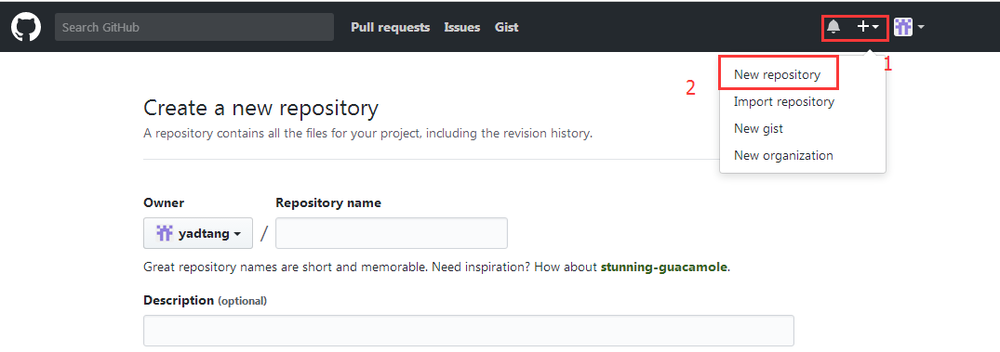 Search GitHub Pull requests Issues Gist
1
2
New repository
Import repository
New gist
New organization
Create a new repository
A repository contains all the files for your project, including the revision history.
Owner Repository name
yadtang /
Great repository names are short and memorable. Need inspiration? How about stunning-guacamole.
Description (optional)